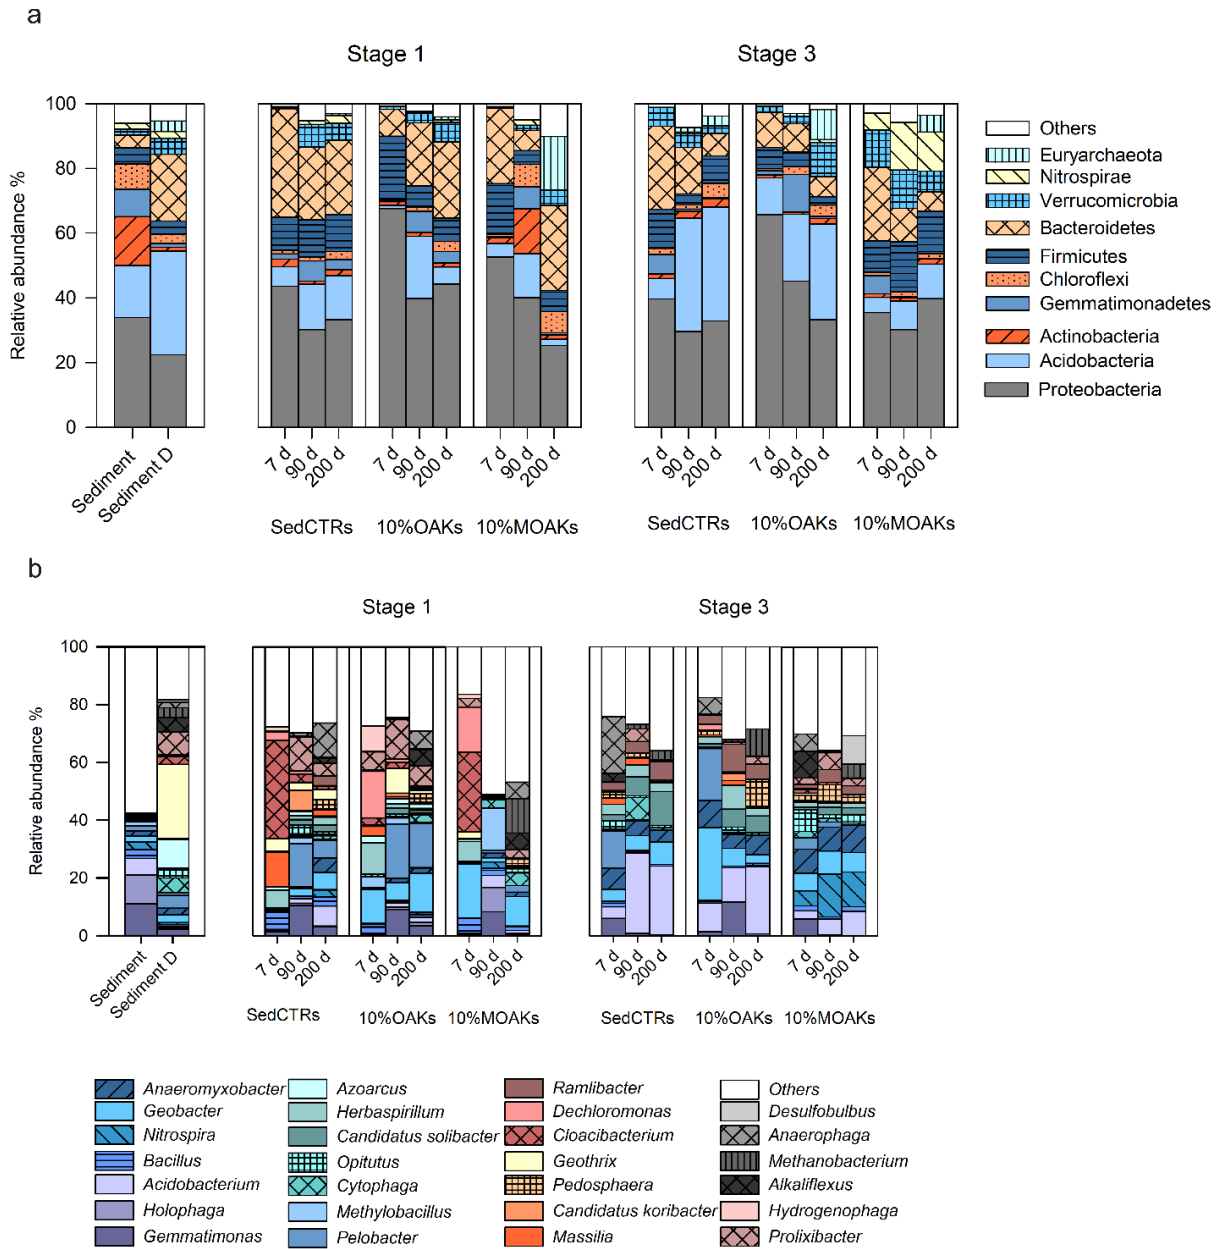 a
Stage 1
Stage 3
Relative abundance %
100
80
60
40
20
0
Sediment
Sediment D
7 d
90 d
200 d
7 d
90 d
200 d
7 d
90 d
200 d
7 d
90 d
200 d
7 d
90 d
200 d
7 d
90 d
200 d
SedCTRs
10%OAKs
10%MOAKs
SedCTRs
10%OAKs
10%MOAKs
Others
Euryarchaeota
Nitrospirae
Verrucomicrobia
Bacteroidetes
Firmicutes
Chloroflexi
Gemmatimonadetes
Actinobacteria
Acidobacteria
Proteobacteria
b
Stage 1
Stage 3
Relative abundance %
100
80
60
40
20
0
Sediment
Sediment D
7 d
90 d
200 d
7 d
90 d
200 d
7 d
90 d
200 d
7 d
90 d
200 d
7 d
90 d
200 d
7 d
90 d
200 d
SedCTRs
10%OAKs
10%MOAKs
SedCTRs
10%OAKs
10%MOAKs
Anaeromyxobacter
Geobacter
Nitrospira
Bacillus
Acidobacterium
Holophaga
Gemmatimonas
Azoarcus
Herbaspirillum
Candidatus solibacter
Opitutus
Cytophaga
Methylobacillus
Pelobacter
Ramlibacter
Dechloromonas
Cloacibacterium
Geothrix
Pedosphaera
Candidatus koribacter
Massilia
Others
Desulfobulbus
Anaerophaga
Methanobacterium
Alkaliflexus
Hydrogenophaga
Prolixibacter